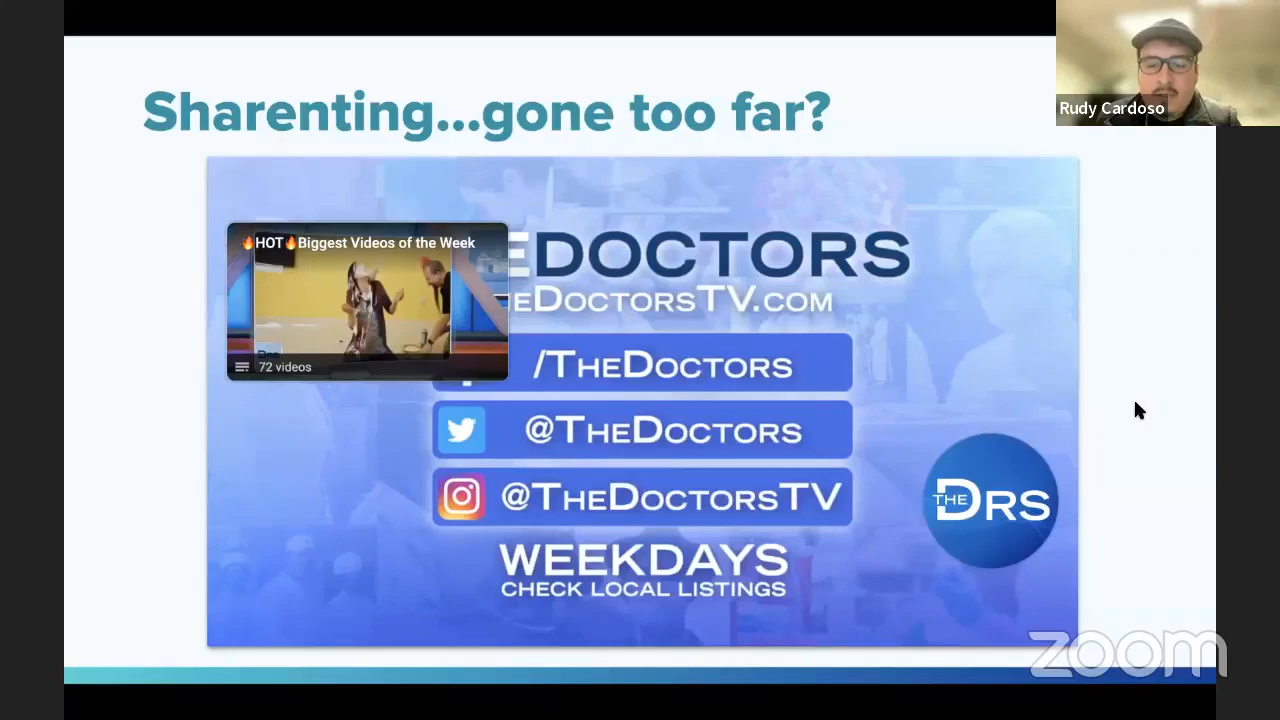 Sharenting...gone too far?
Rudy Cardoso
🔥HOT🔥Biggest Videos of the Week
72 videos
EDOCTORS
EDOCTORSTV.COM
/THEDOCTORS
@THEDOCTORS
@THEDOCTORSTV
WEEKDAYS
CHECK LOCAL LISTINGS
THE DRS
zoom